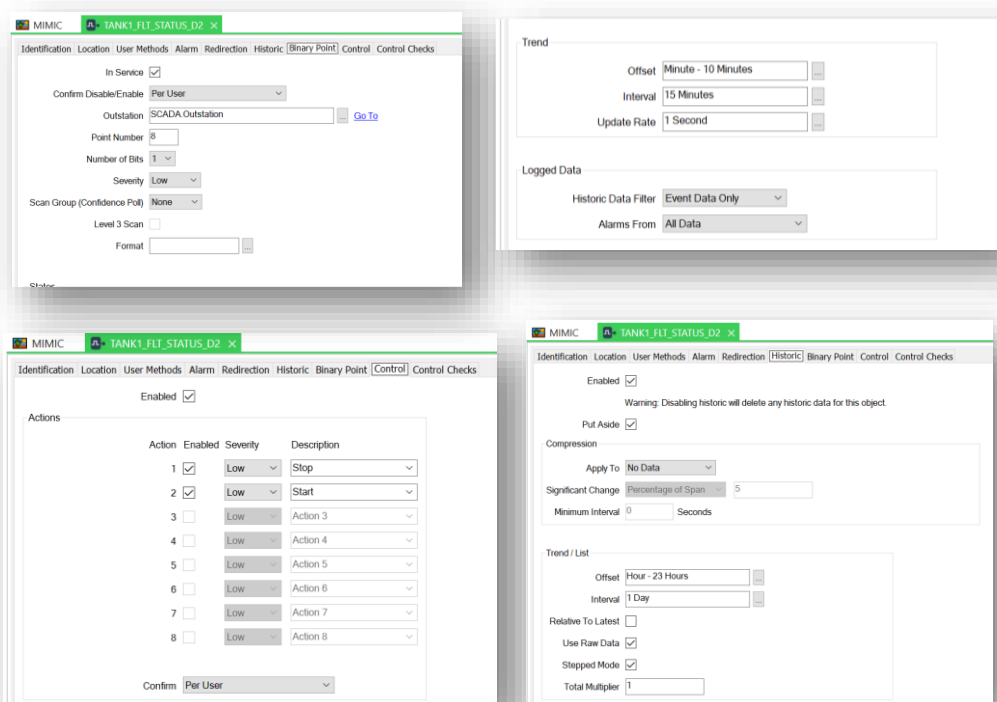 MIMIC TANK1_FLT_STATUS_D2 ×
Identification Location User Methods Alarm Redirection Historic Binary Point Control Control Checks
In Service
Confirm Disable/Enable Per User
Outstation SCADA.Outstation ... Go To
Point Number 8
Number of Bits 1
Severity Low
Scan Group (Confidence Poll) None
Level 3 Scan
Format ...
States
Trend
Offset Minute - 10 Minutes ...
Interval 15 Minutes ...
Update Rate 1 Second ...
Logged Data
Historic Data Filter Event Data Only
Alarms From All Data
MIMIC TANK1_FLT_STATUS_D2 ×
Identification Location User Methods Alarm Redirection Historic Binary Point Control Control Checks
Enabled
Actions
Action Enabled Severity Description
1 Low Stop
2 Low Start
3 Low Action 3
4 Low Action 4
5 Low Action 5
6 Low Action 6
7 Low Action 7
8 Low Action 8
Confirm Per User
MIMIC TANK1_FLT_STATUS_D2 ×
Identification Location User Methods Alarm Redirection Historic Binary Point Control Control Checks
Enabled
Warning: Disabling historic will delete any historic data for this object.
Put Aside
Compression
Apply To No Data
Significant Change Percentage of Span 5
Minimum Interval 0 Seconds
Trend / List
Offset Hour - 23 Hours ...
Interval 1 Day ...
Relative To Latest
Use Raw Data
Stepped Mode
Total Multiplier 1